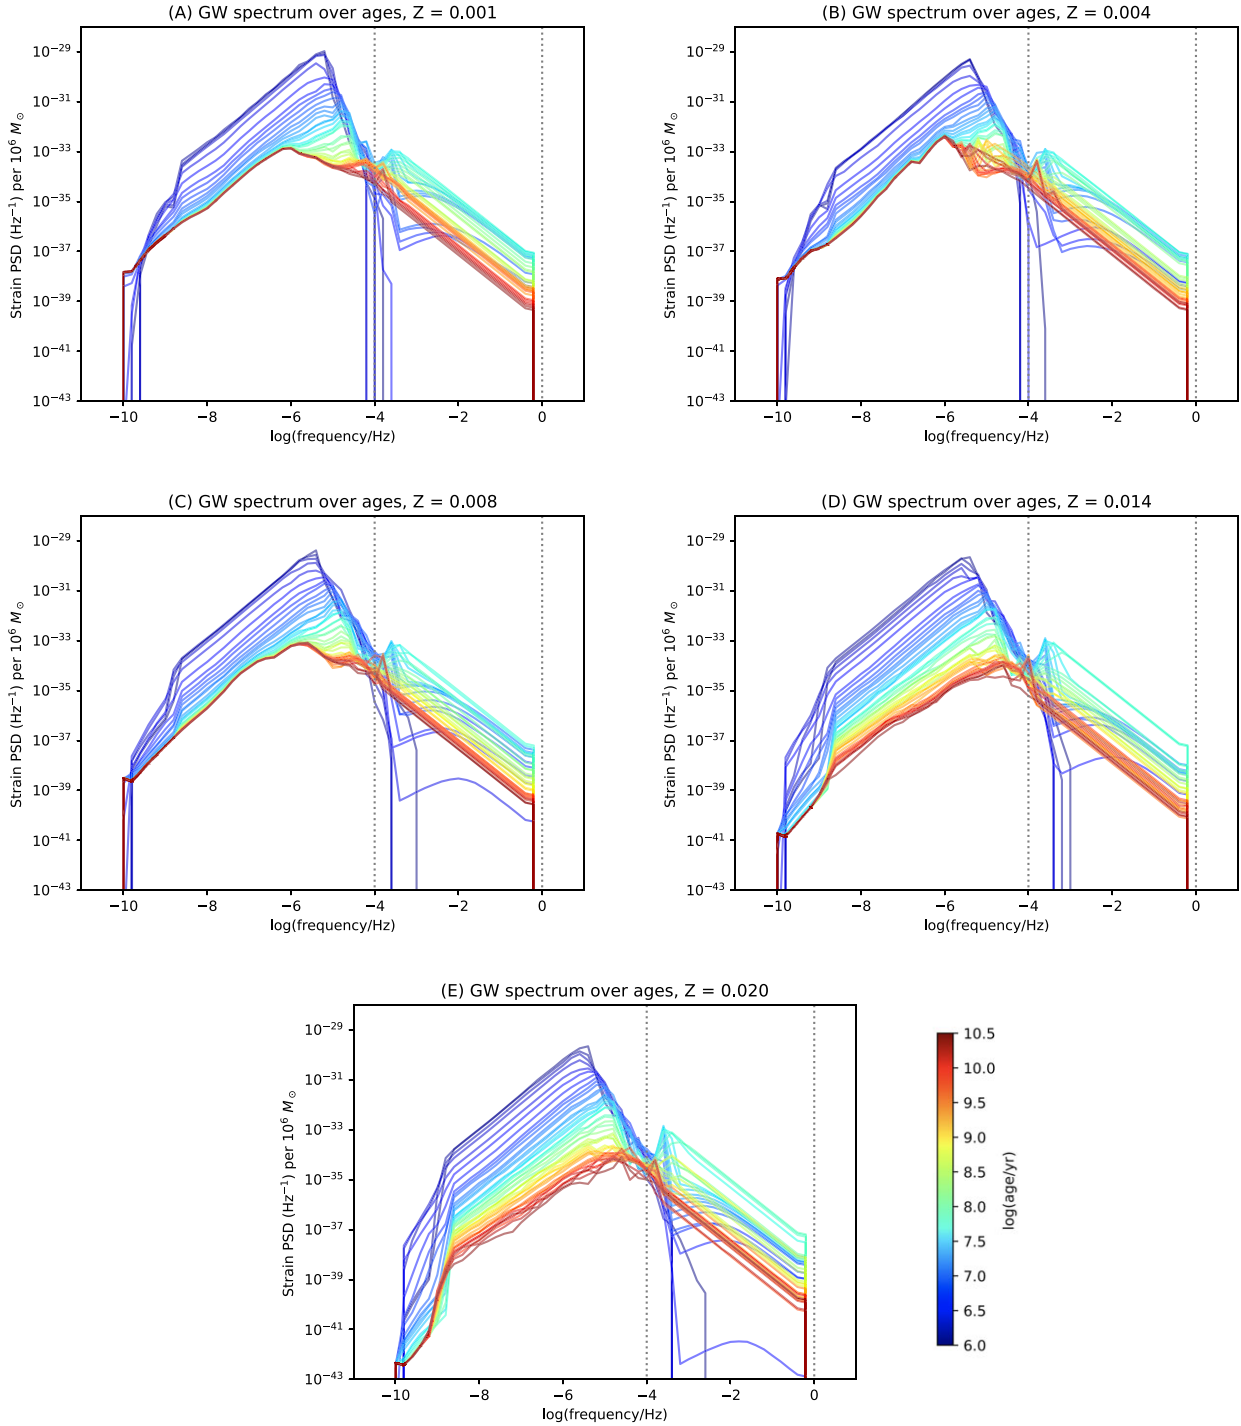 (A) GW spectrum over ages, Z = 0.001
Strain PSD (Hz⁻¹) per 10⁶ M⊙
10⁻²⁹
10⁻³¹
10⁻³³
10⁻³⁵
10⁻³⁷
10⁻³⁹
10⁻⁴¹
10⁻⁴³
−10 −8 −6 −4 −2 0
log(frequency/Hz)
(B) GW spectrum over ages, Z = 0.004
Strain PSD (Hz⁻¹) per 10⁶ M⊙
10⁻²⁹
10⁻³¹
10⁻³³
10⁻³⁵
10⁻³⁷
10⁻³⁹
10⁻⁴¹
10⁻⁴³
−10 −8 −6 −4 −2 0
log(frequency/Hz)
(C) GW spectrum over ages, Z = 0.008
Strain PSD (Hz⁻¹) per 10⁶ M⊙
10⁻²⁹
10⁻³¹
10⁻³³
10⁻³⁵
10⁻³⁷
10⁻³⁹
10⁻⁴¹
10⁻⁴³
−10 −8 −6 −4 −2 0
log(frequency/Hz)
(D) GW spectrum over ages, Z = 0.014
Strain PSD (Hz⁻¹) per 10⁶ M⊙
10⁻²⁹
10⁻³¹
10⁻³³
10⁻³⁵
10⁻³⁷
10⁻³⁹
10⁻⁴¹
10⁻⁴³
−10 −8 −6 −4 −2 0
log(frequency/Hz)
(E) GW spectrum over ages, Z = 0.020
Strain PSD (Hz⁻¹) per 10⁶ M⊙
10⁻²⁹
10⁻³¹
10⁻³³
10⁻³⁵
10⁻³⁷
10⁻³⁹
10⁻⁴¹
10⁻⁴³
−10 −8 −6 −4 −2 0
log(frequency/Hz)
10.5
10.0
9.5
9.0
8.5
8.0
7.5
7.0
6.5
6.0
log(age/yr)